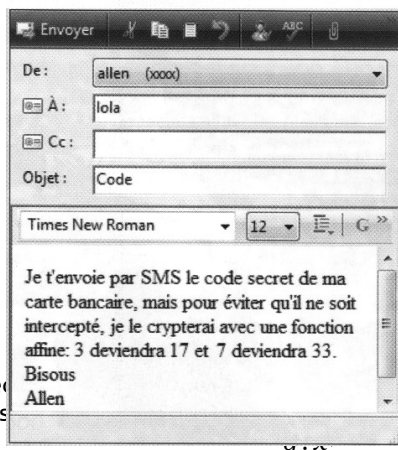 Envoyer
ABC
De :
allen (xxxx)
À :
lola
Cc :
Objet :
Code
Times New Roman
12
G
»
Je t'envoie par SMS le code secret de ma
carte bancaire, mais pour éviter qu'il ne soit
intercepté, je le crypterai avec une fonction
affine: 3 deviendra 17 et 7 deviendra 33.
Bisous
Allen